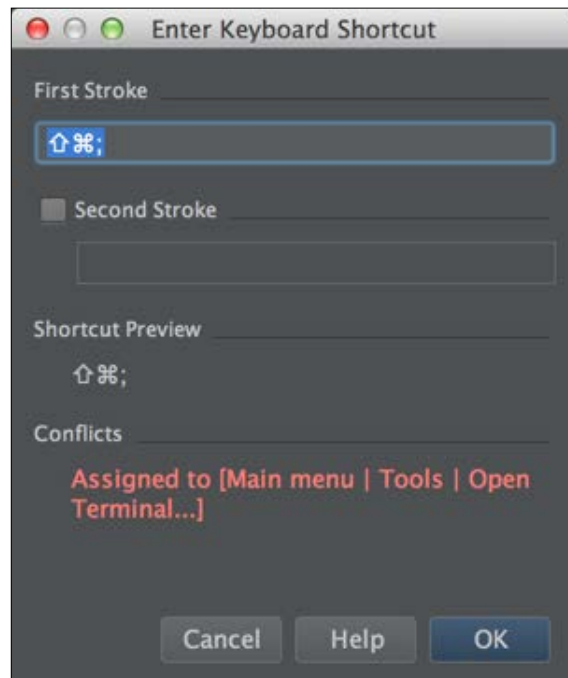 Enter Keyboard Shortcut
First Stroke
⇧⌘;
Second Stroke
Shortcut Preview
⇧⌘;
Conflicts
Assigned to [Main menu | Tools | Open
Terminal...]
Cancel Help OK